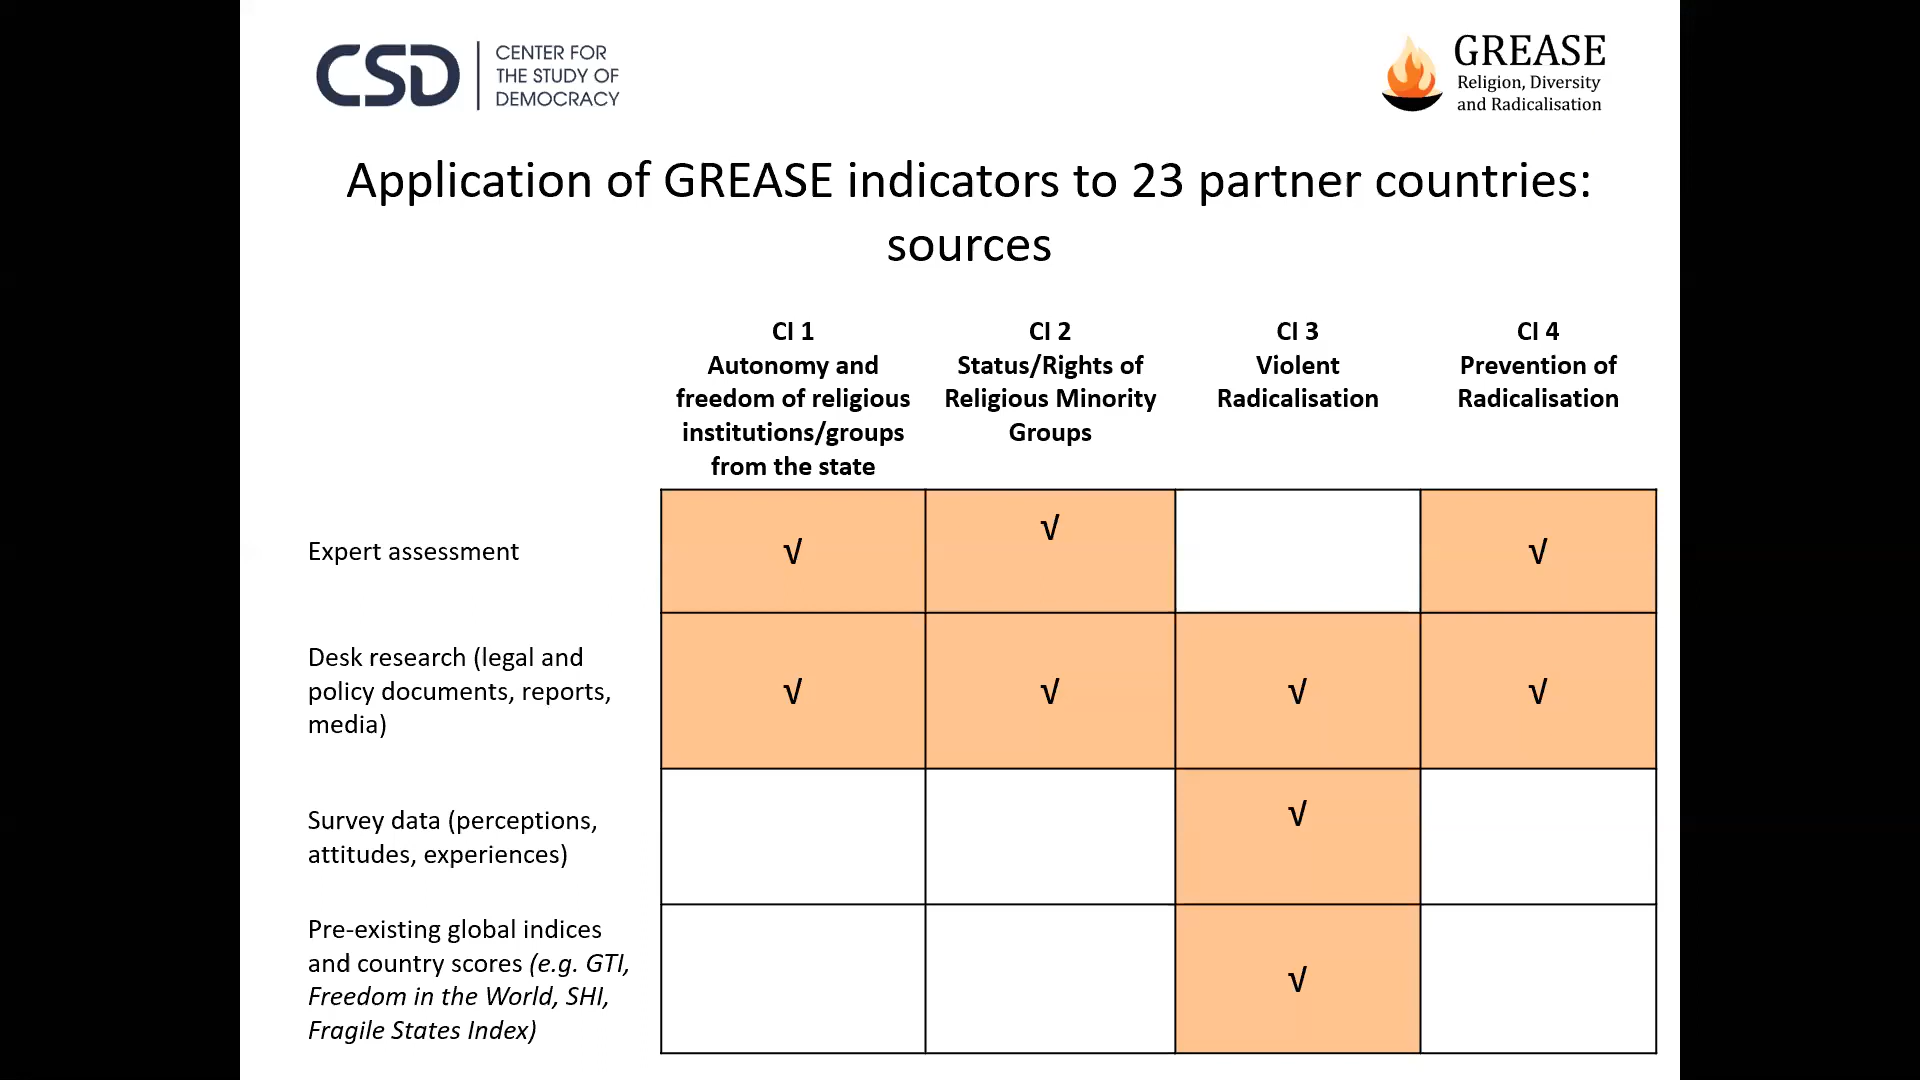 CSD
CENTER FOR
THE STUDY OF
DEMOCRACY
GREASE
Religion, Diversity
and Radicalisation
Application of GREASE indicators to 23 partner countries:
sources
CI 1
Autonomy and
freedom of religious
institutions/groups
from the state
CI 2
Status/Rights of
Religious Minority
Groups
CI 3
Violent
Radicalisation
CI 4
Prevention of
Radicalisation
Expert assessment
√ √ √
Desk research (legal and
policy documents, reports,
media)
√ √ √ √
Survey data (perceptions,
attitudes, experiences)
√
Pre-existing global indices
and country scores (e.g. GTI,
Freedom in the World, SHI,
Fragile States Index)
√